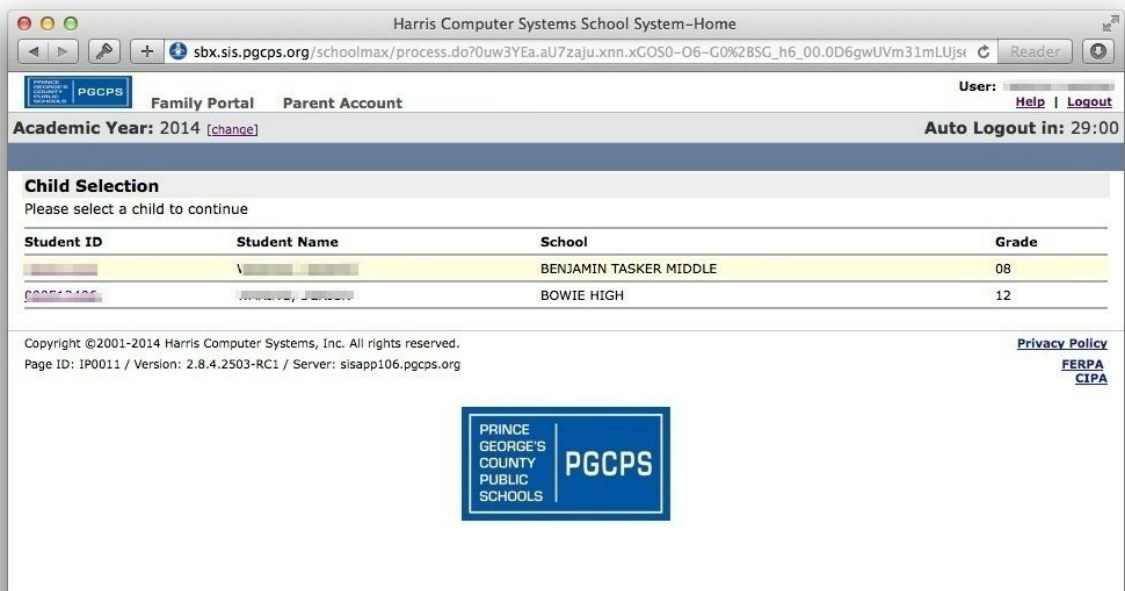 Harris Computer Systems School System-Home
sbx.sis.pgcps.org/schoolmax/process.do?0uw3YEa.aU7zaju.xnn.xGOS0-O6-G0%2BSG_h6_00.0D6gwUVm31mLUjse Reader
PRINCE GEORGE'S COUNTY PUBLIC SCHOOLS PGCPS
Family Portal Parent Account
User:
Help | Logout
Academic Year: 2014 [change] Auto Logout in: 29:00
Child Selection
Please select a child to continue
Student ID Student Name School Grade
BENJAMIN TASKER MIDDLE 08
BOWIE HIGH 12
Copyright ©2001-2014 Harris Computer Systems, Inc. All rights reserved. Privacy Policy
Page ID: IP0011 / Version: 2.8.4.2503-RC1 / Server: sisapp106.pgcps.org FERPA
CIPA
PRINCE
GEORGE'S
COUNTY
PUBLIC
SCHOOLS
PGCPS